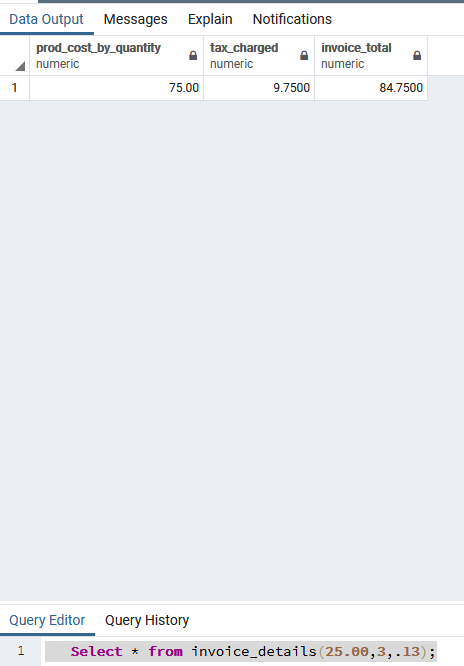 Data Output Messages Explain Notifications
prod_cost_by_quantity tax_charged invoice_total
numeric numeric numeric
1 75.00 9.7500 84.7500
Query Editor Query History
1 Select * from invoice_details(25.00,3,.13);